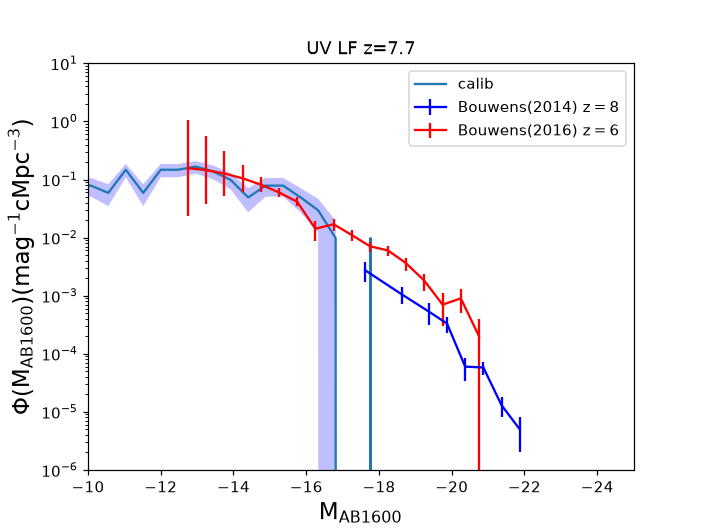 UV LF z=7.7
calib
Bouwens(2014) z = 8
Bouwens(2016) z = 6
10¹
10⁰
10⁻¹
10⁻²
10⁻³
10⁻⁴
10⁻⁵
10⁻⁶
Φ(M_AB1600)(mag⁻¹cMpc⁻³)
−10 −12 −14 −16 −18 −20 −22 −24
M_AB1600